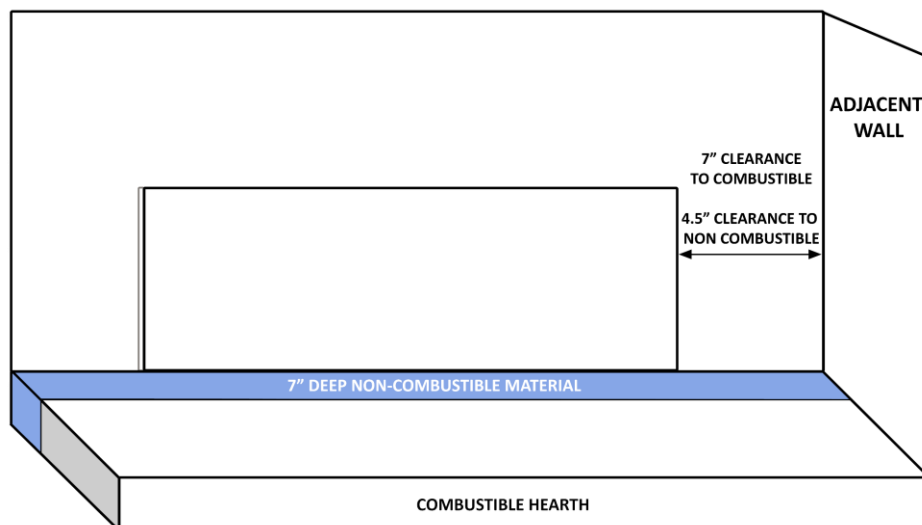 ADJACENT
WALL
7” CLEARANCE
TO COMBUSTIBLE
4.5” CLEARANCE TO
NON COMBUSTIBLE
7” DEEP NON-COMBUSTIBLE MATERIAL
COMBUSTIBLE HEARTH